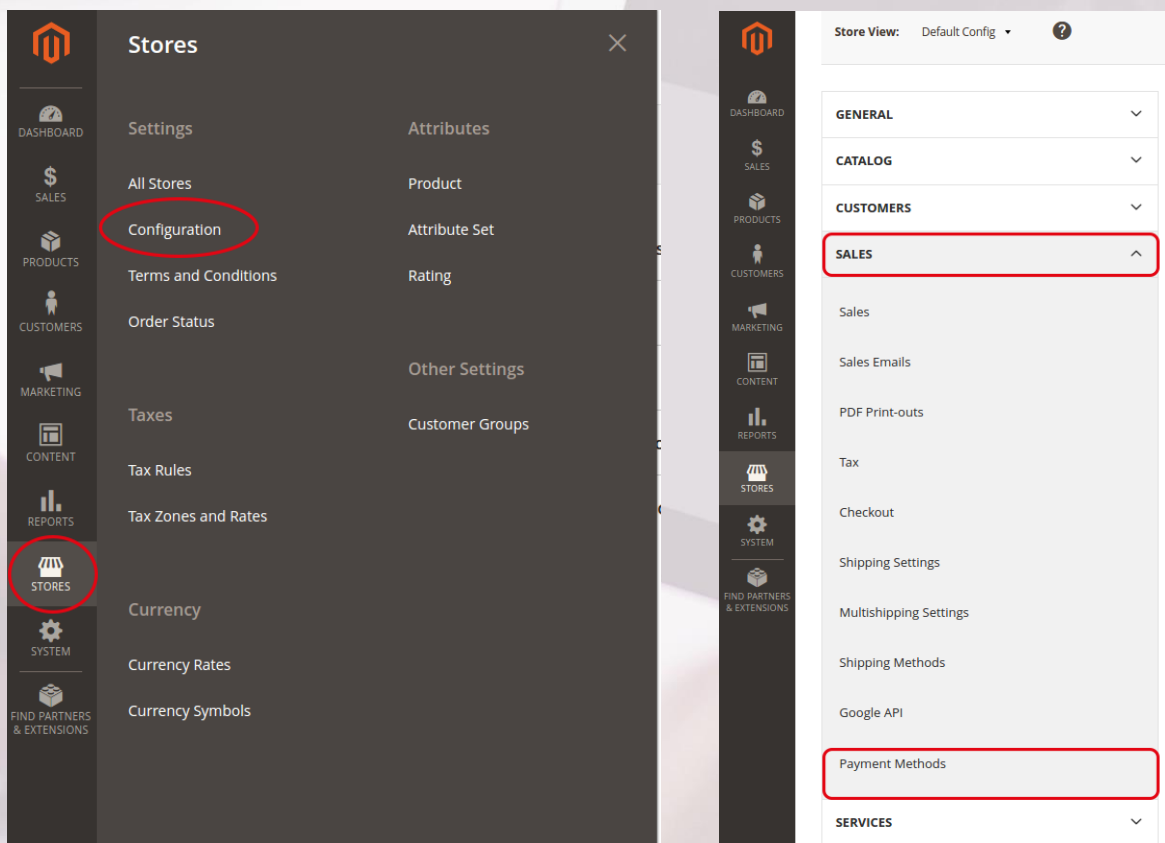 Stores
DASHBOARD
SALES
PRODUCTS
CUSTOMERS
MARKETING
CONTENT
REPORTS
STORES
SYSTEM
FIND PARTNERS
& EXTENSIONS
Settings
All Stores
Configuration
Terms and Conditions
Order Status
Taxes
Tax Rules
Tax Zones and Rates
Currency
Currency Rates
Currency Symbols
Attributes
Product
Attribute Set
Rating
Other Settings
Customer Groups
DASHBOARD
SALES
PRODUCTS
CUSTOMERS
MARKETING
CONTENT
REPORTS
STORES
SYSTEM
FIND PARTNERS
& EXTENSIONS
Store View: Default Config ?
GENERAL
CATALOG
CUSTOMERS
SALES
Sales
Sales Emails
PDF Print-outs
Tax
Checkout
Shipping Settings
Multishipping Settings
Shipping Methods
Google API
Payment Methods
SERVICES